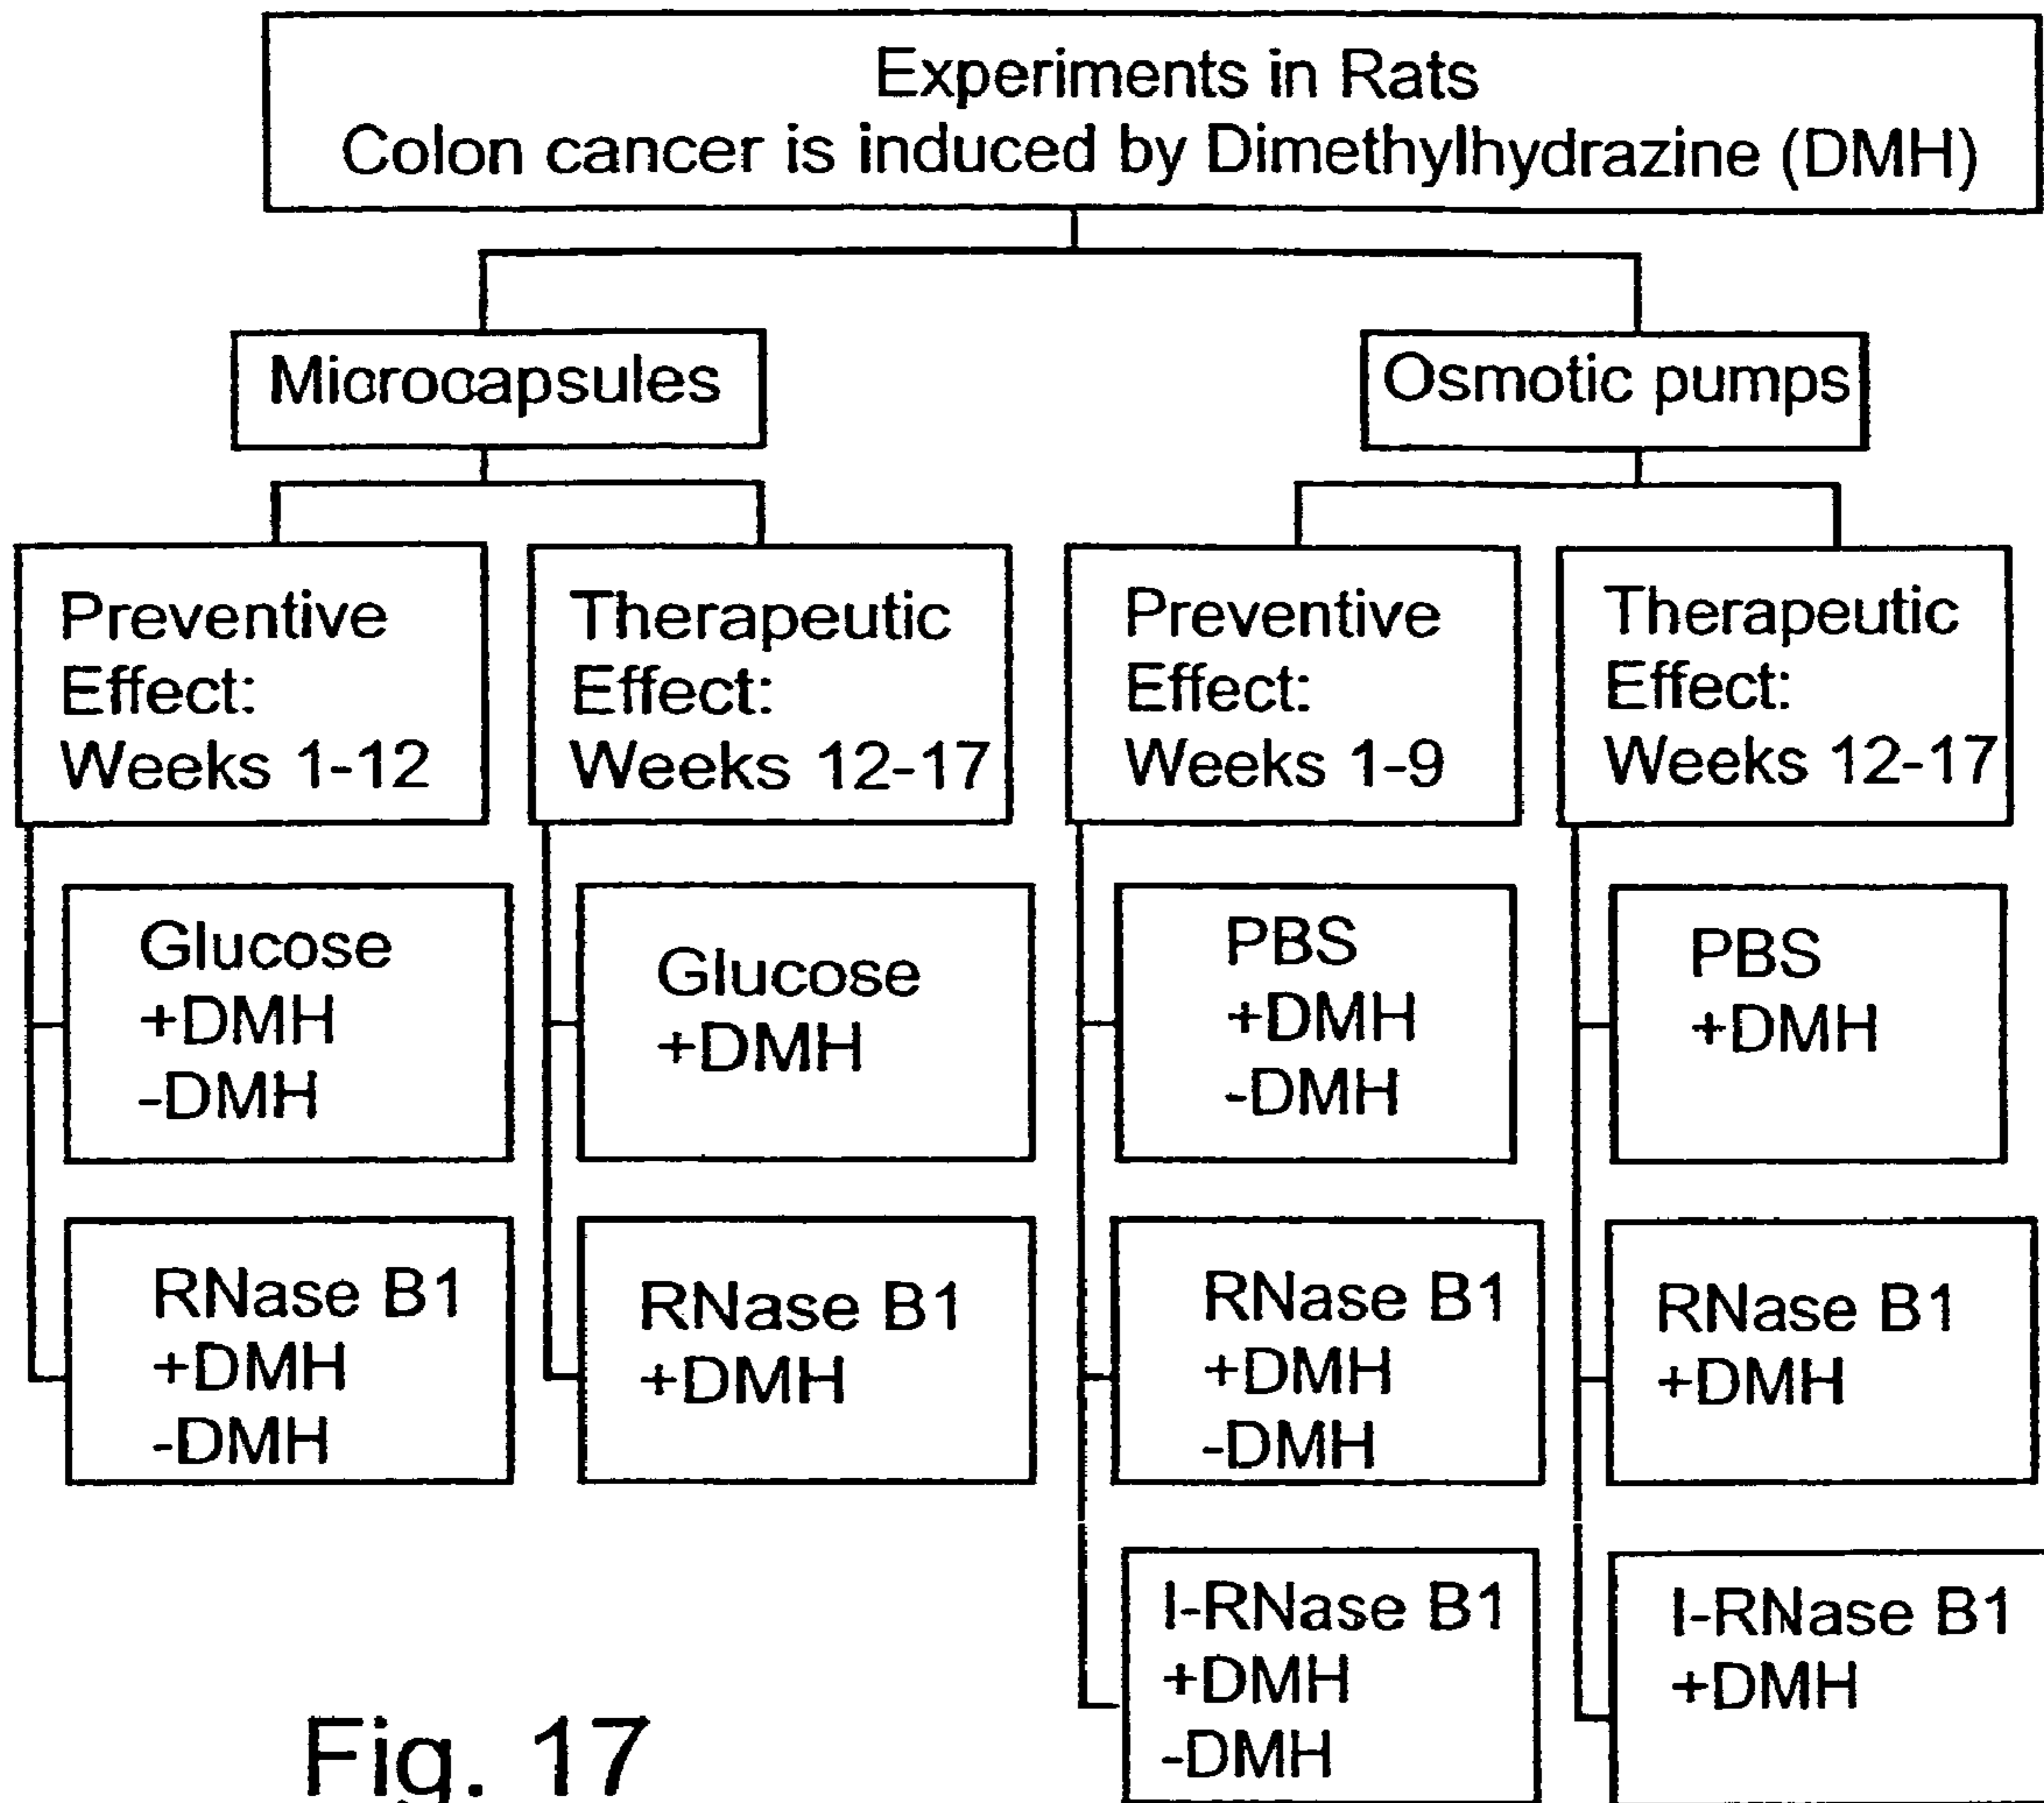 Experiments in Rats
Colon cancer is induced by Dimethylhydrazine (DMH)
Microcapsules
Osmotic pumps
Preventive
Effect:
Weeks 1-12
Therapeutic
Effect:
Weeks 12-17
Preventive
Effect:
Weeks 1-9
Therapeutic
Effect:
Weeks 12-17
Glucose
+DMH
-DMH
Glucose
+DMH
PBS
+DMH
-DMH
PBS
+DMH
RNase B1
+DMH
-DMH
RNase B1
+DMH
RNase B1
+DMH
-DMH
RNase B1
+DMH
I-RNase B1
+DMH
-DMH
I-RNase B1
+DMH
Fig. 17